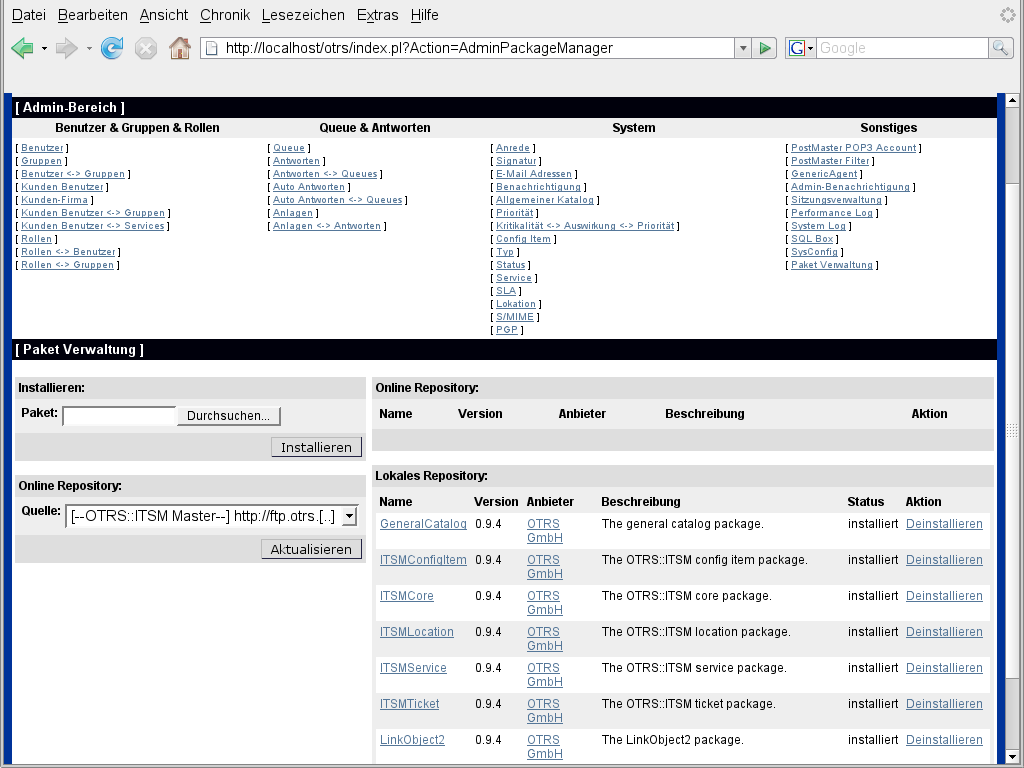 Datei Bearbeiten Ansicht Chronik Lesezeichen Extras Hilfe
http://localhost/otrs/index.pl?Action=AdminPackageManager
G Google
[ Admin-Bereich ]
Benutzer & Gruppen & Rollen Queue & Antworten System Sonstiges
[ Benutzer ] [ Queue ] [ Anrede ] [ PostMaster POP3 Account ]
[ Gruppen ] [ Antworten ] [ Signatur ] [ PostMaster Filter ]
[ Benutzer <-> Gruppen ] [ Antworten <-> Queues ] [ E-Mail Adressen ] [ GenericAgent ]
[ Kunden Benutzer ] [ Auto Antworten ] [ Benachrichtigung ] [ Admin-Benachrichtigung ]
[ Kunden-Firma ] [ Auto Antworten <-> Queues ] [ Allgemeiner Katalog ] [ Sitzungsverwaltung ]
[ Kunden Benutzer <-> Gruppen ] [ Anlagen ] [ Priorität ] [ Performance Log ]
[ Kunden Benutzer <-> Services ] [ Anlagen <-> Antworten ] [ Kritikalität <-> Auswirkung <-> Priorität ] [ System Log ]
[ Rollen ] [ Config Item ] [ SQL Box ]
[ Rollen <-> Benutzer ] [ Typ ] [ SysConfig ]
[ Rollen <-> Gruppen ] [ Status ] [ Paket Verwaltung ]
[ Service ]
[ SLA ]
[ Lokation ]
[ S/MIME ]
[ PGP ]
[ Paket Verwaltung ]
Installieren:
Paket: Durchsuchen...
Installieren
Online Repository:
Quelle: [--OTRS::ITSM Master--] http://ftp.otrs.[..]
Aktualisieren
Online Repository:
Name Version Anbieter Beschreibung Aktion
Lokales Repository:
Name Version Anbieter Beschreibung Status Aktion
GeneralCatalog 0.9.4 OTRS GmbH The general catalog package. installiert Deinstallieren
ITSMConfigItem 0.9.4 OTRS GmbH The OTRS::ITSM config item package. installiert Deinstallieren
ITSMCore 0.9.4 OTRS GmbH The OTRS::ITSM core package. installiert Deinstallieren
ITSMLocation 0.9.4 OTRS GmbH The OTRS::ITSM location package. installiert Deinstallieren
ITSMService 0.9.4 OTRS GmbH The OTRS::ITSM service package. installiert Deinstallieren
ITSMTicket 0.9.4 OTRS GmbH The OTRS::ITSM ticket package. installiert Deinstallieren
LinkObject2 0.9.4 OTRS GmbH The LinkObject2 package. installiert Deinstallieren